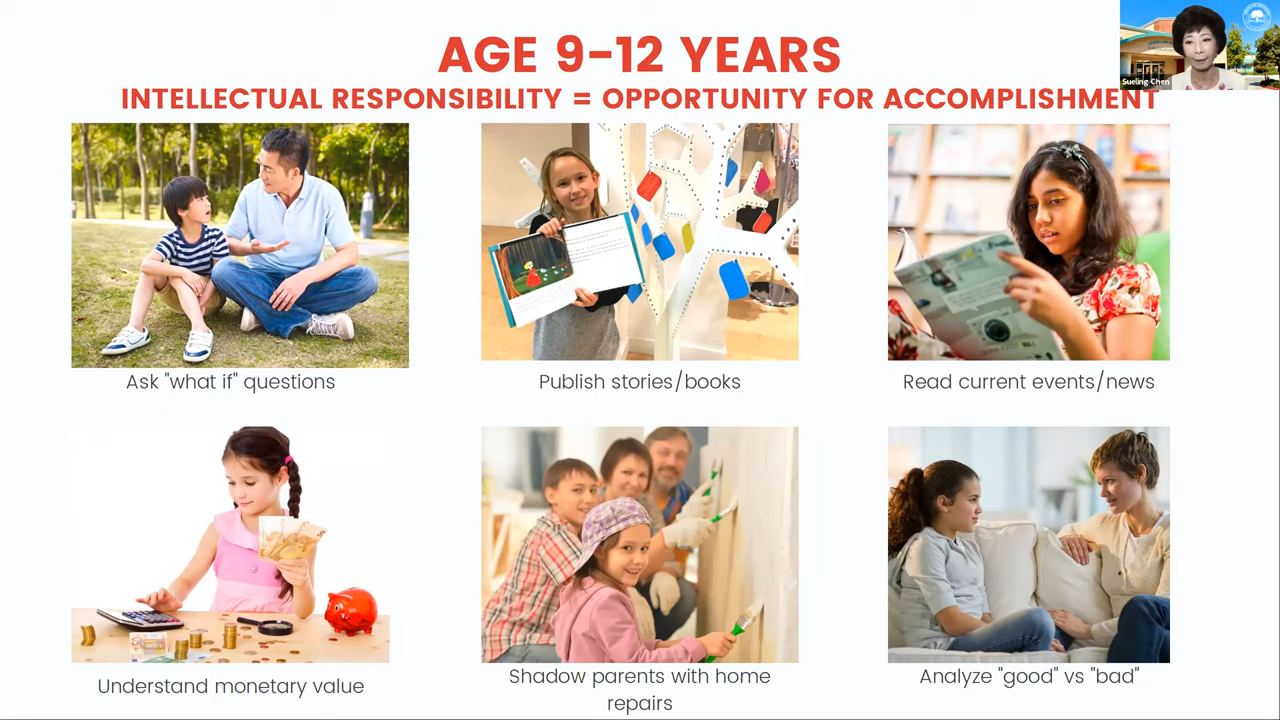 AGE 9-12 YEARS
INTELLECTUAL RESPONSIBILITY = OPPORTUNITY FOR ACCOMPLISHMENT
Sueling Chen
Ask "what if" questions
Publish stories/books
Read current events/news
Understand monetary value
Shadow parents with home
repairs
Analyze "good" vs "bad"